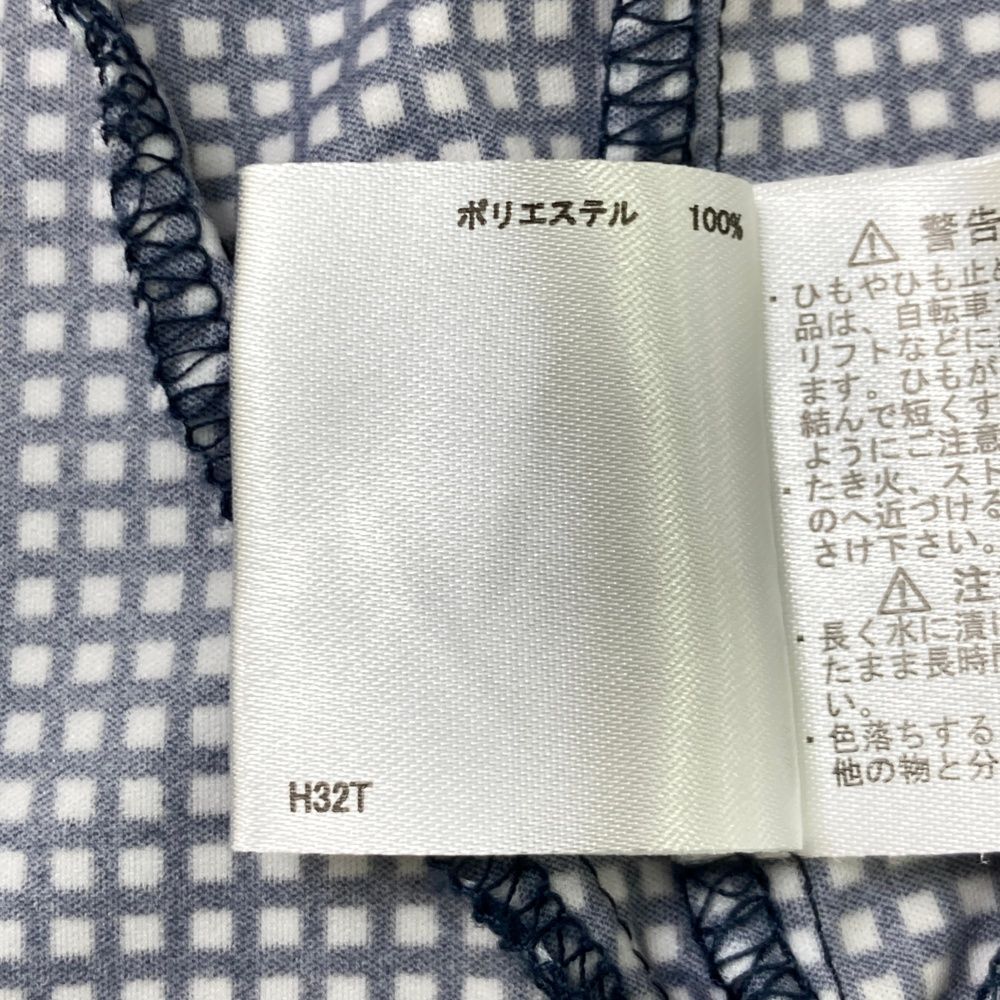 ポリエステル 100%
H32T
警告
・ひもや、ひも止
品は、自転車
リフトなどに
ます。ひもが
結んで短くす
ようにご注意
・たき火、スト
のへ近づける
さけ下さい。
注
・長く水に漬
たまま長時間
い。
・色落ちする
他の物と分